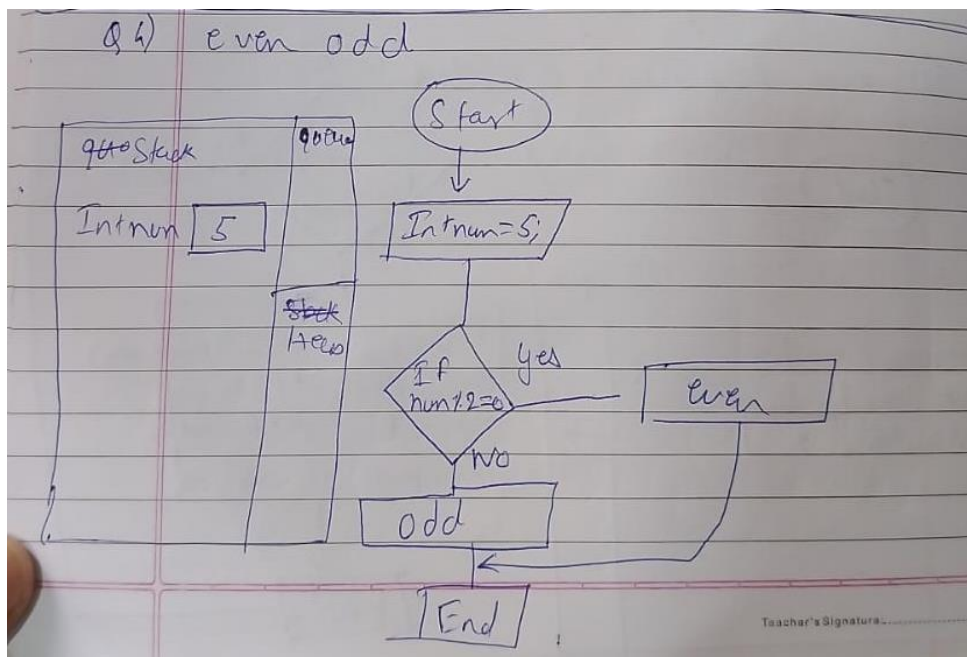 Q 4) even odd
Start
Stack
queue
Int num 5
Int num = 5;
Heap
If
num % 2 = 0
Yes
even
No
odd
End
Teacher's Signature